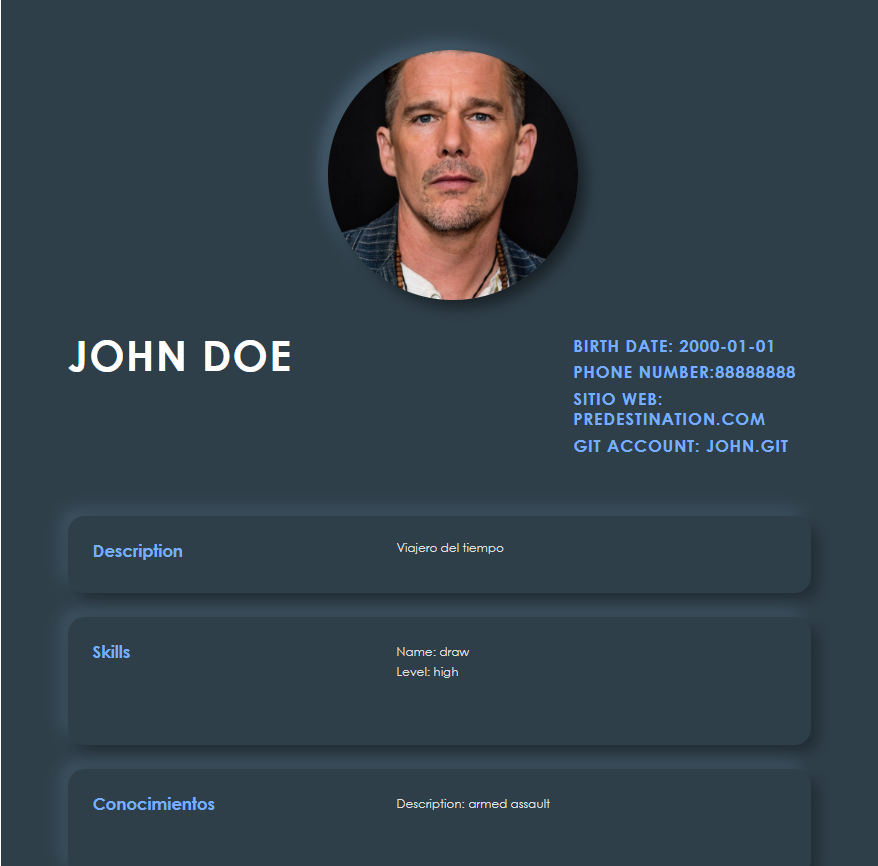 JOHN DOE
BIRTH DATE: 2000-01-01
PHONE NUMBER:88888888
SITIO WEB:
PREDESTINATION.COM
GIT ACCOUNT: JOHN.GIT
Description
Viajero del tiempo
Skills
Name: draw
Level: high
Conocimientos
Description: armed assault